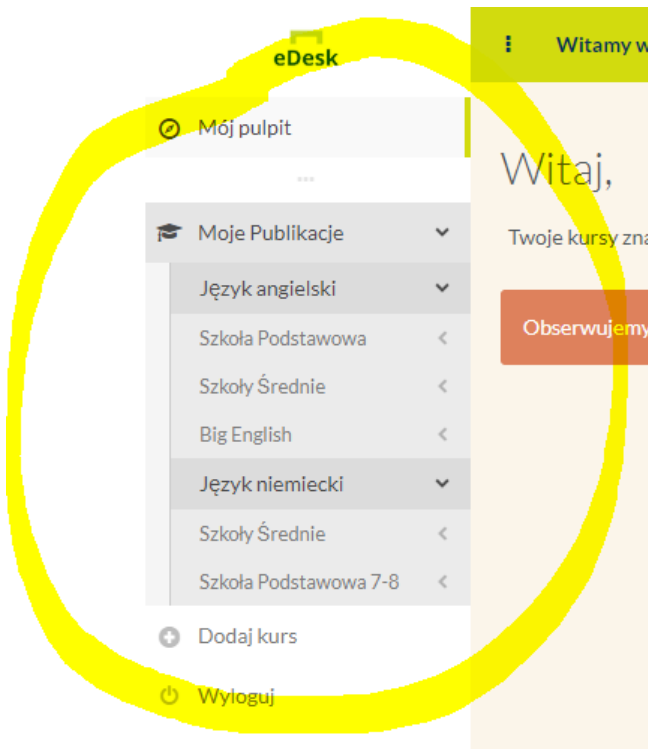 eDesk
Mój pulpit
Moje Publikacje
Język angielski
Szkoła Podstawowa
Szkoły Średnie
Big English
Język niemiecki
Szkoły Średnie
Szkoła Podstawowa 7-8
Dodaj kurs
Wyloguj
Witamy w
Witaj,
Twoje kursy
Obserwujemy